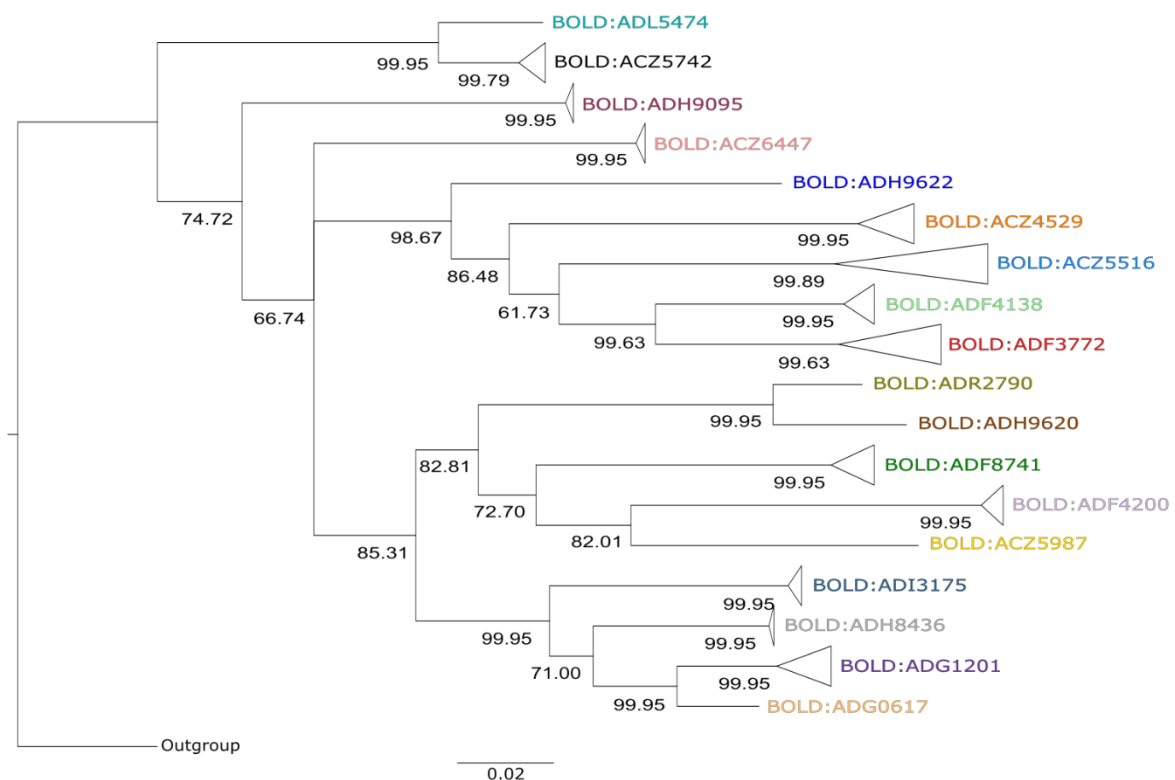 BOLD:ADL5474
99.95
99.79
BOLD:ACZ5742
99.95
BOLD:ADH9095
99.95
BOLD:ACZ6447
BOLD:ADH9622
74.72
98.67
99.95
BOLD:ACZ4529
86.48
99.89
BOLD:ACZ5516
66.74
61.73
99.95
BOLD:ADF4138
99.63
99.63
BOLD:ADF3772
BOLD:ADR2790
99.95
BOLD:ADH9620
82.81
99.95
BOLD:ADF8741
72.70
99.95
BOLD:ADF4200
85.31
82.01
BOLD:ACZ5987
99.95
BOLD:ADI3175
99.95
99.95
BOLD:ADH8436
71.00
99.95
BOLD:ADG1201
99.95
BOLD:ADG0617
Outgroup
0.02